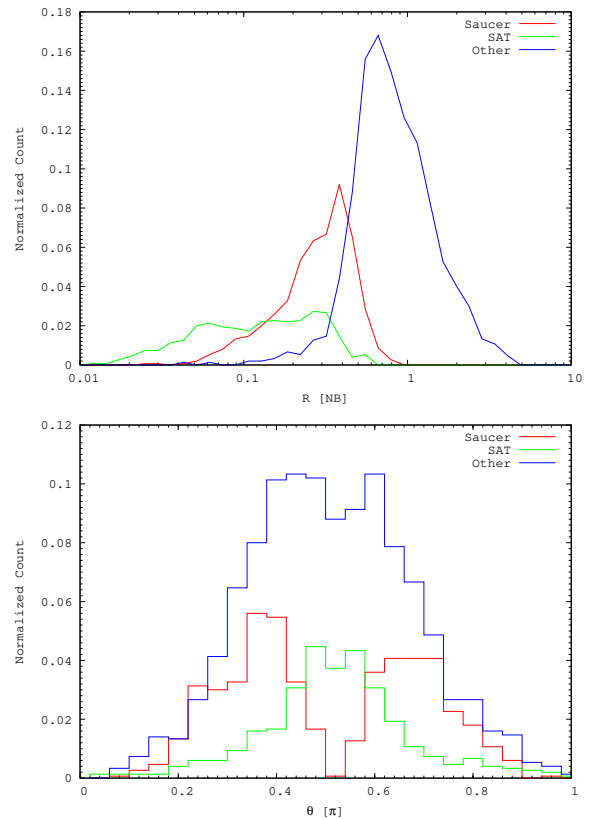 0.18
0.16
0.14
0.12
0.1
0.08
0.06
0.04
0.02
0
Normalized Count
Saucer
SAT
Other
0.01 0.1 1 10
R [NB]
0.12
0.1
0.08
0.06
0.04
0.02
0
Normalized Count
Saucer
SAT
Other
0 0.2 0.4 0.6 0.8 1
θ [π]